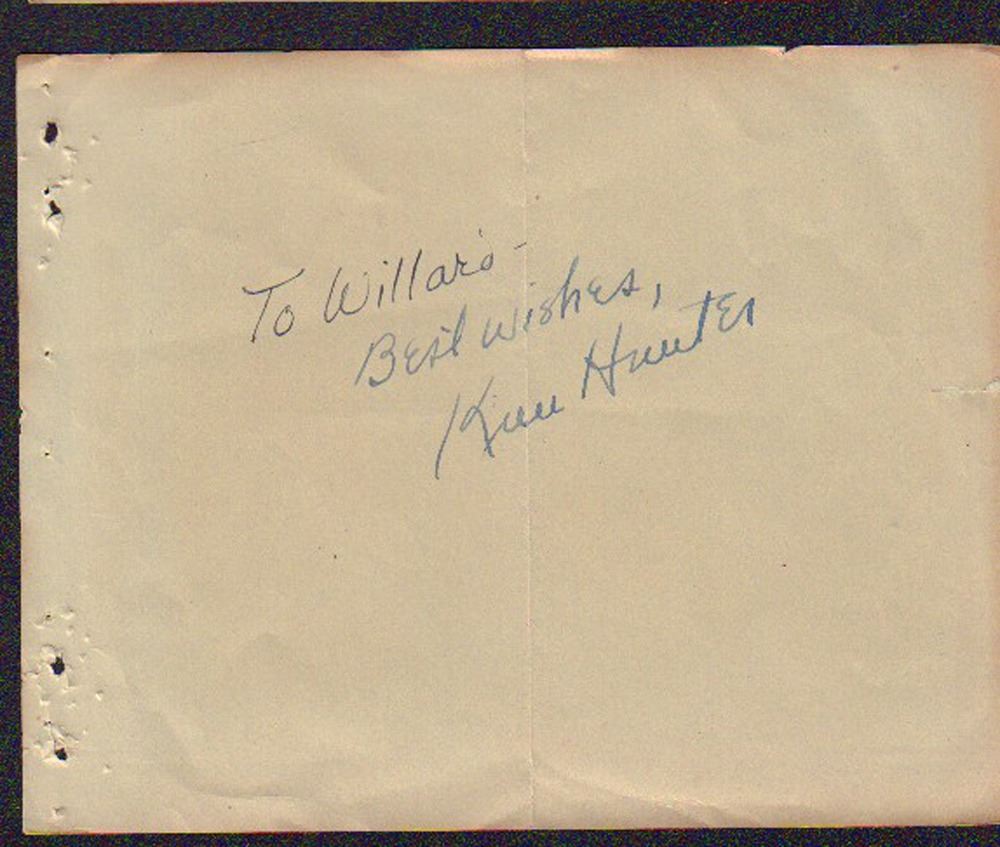 To Willard -
Best wishes,
Kim Hunter